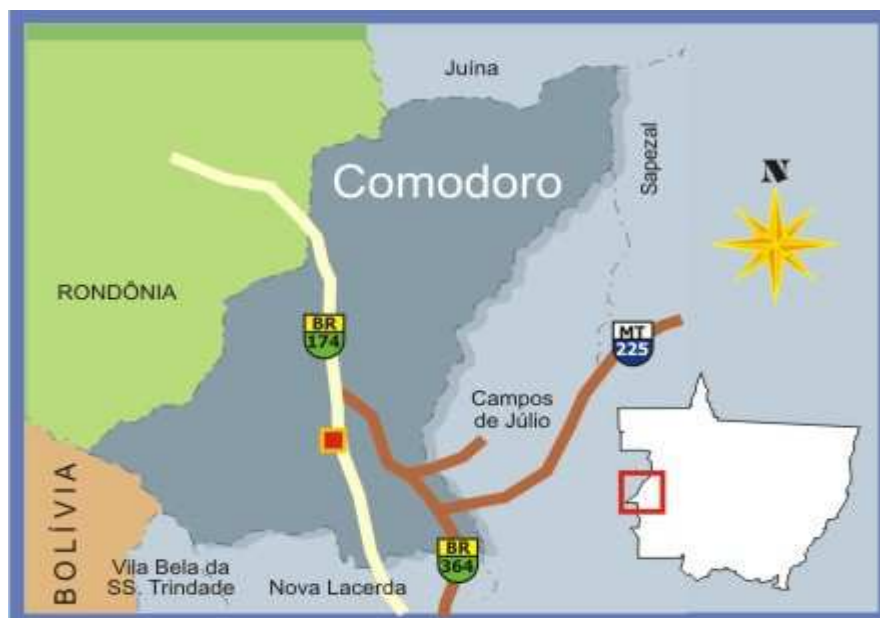 Juína
Sapezal
Comodoro
N
RONDÔNIA
BR
174
MT
225
Campos
de Júlio
BOLÍVIA
BR
364
Vila Bela da
SS. Trindade
Nova Lacerda